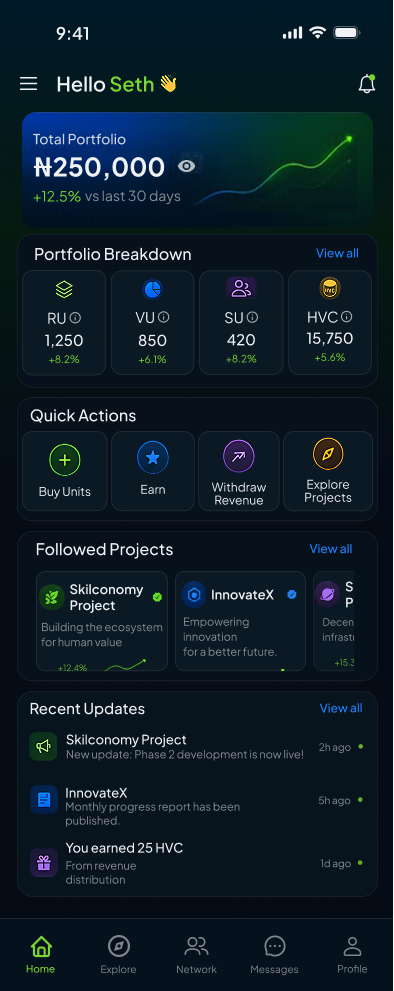 9:41
Hello Seth 👋
Total Portfolio
₦250,000
+12.5% vs last 30 days
Portfolio Breakdown
View all
RU
VU
SU
HVC
HVC
1,250
850
420
15,750
+8.2%
+6.1%
+8.2%
+5.6%
Quick Actions
Buy Units
Earn
Withdraw
Revenue
Explore
Projects
Followed Projects
View all
Skilconomy
Project
Building the ecosystem
for human value
+12.4%
InnovateX
Empowering
innovation
for a better future.
S
P
Decen
infrastr
+15.3
Recent Updates
View all
Skilconomy Project
New update: Phase 2 development is now live!
2h ago
InnovateX
Monthly progress report has been
published.
5h ago
You earned 25 HVC
From revenue
distribution
1d ago
Home
Explore
Network
Messages
Profile